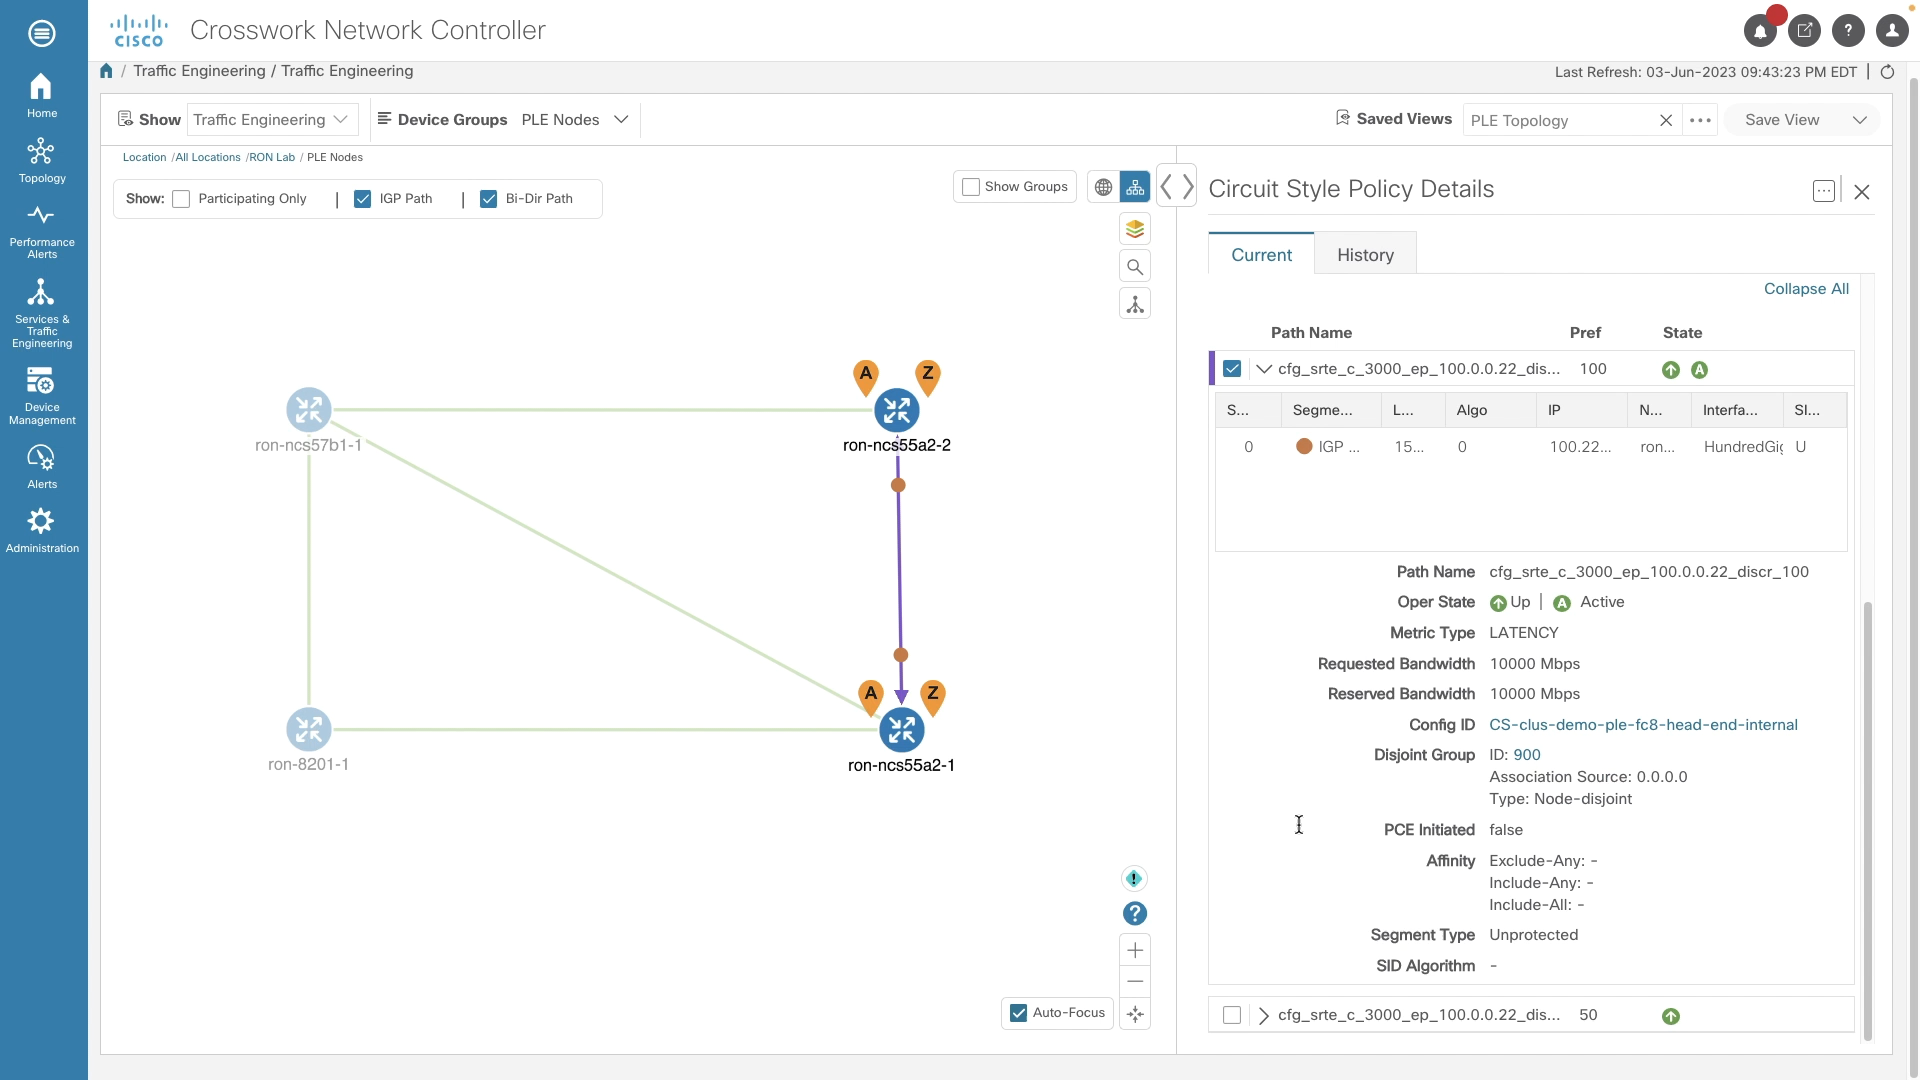 CISCO
Crosswork Network Controller
/ Traffic Engineering / Traffic Engineering
Last Refresh: 03-Jun-2023 09:43:23 PM EDT |
Home
Topology
Performance
Alerts
Services &
Traffic
Engineering
Device
Management
Alerts
Administration
Show Traffic Engineering
Device Groups PLE Nodes
Saved Views PLE Topology
Save View
Location /All Locations /RON Lab / PLE Nodes
Show: Participating Only | IGP Path | Bi-Dir Path
Show Groups
A Z
ron-ncs57b1-1
ron-ncs55a2-2
A Z
ron-8201-1
ron-ncs55a2-1
Auto-Focus
Circuit Style Policy Details
Current History
Collapse All
Path Name Pref State
cfg_srte_c_3000_ep_100.0.0.22_dis... 100 A
S... Segme... L... Algo IP N... Interfa... SI...
0 IGP ... 15... 0 100.22... ron... HundredGig U
Path Name cfg_srte_c_3000_ep_100.0.0.22_discr_100
Oper State Up | A Active
Metric Type LATENCY
Requested Bandwidth 10000 Mbps
Reserved Bandwidth 10000 Mbps
Config ID CS-clus-demo-ple-fc8-head-end-internal
Disjoint Group ID: 900
Association Source: 0.0.0.0
Type: Node-disjoint
PCE Initiated false
Affinity Exclude-Any: -
Include-Any: -
Include-All: -
Segment Type Unprotected
SID Algorithm -
cfg_srte_c_3000_ep_100.0.0.22_dis... 50